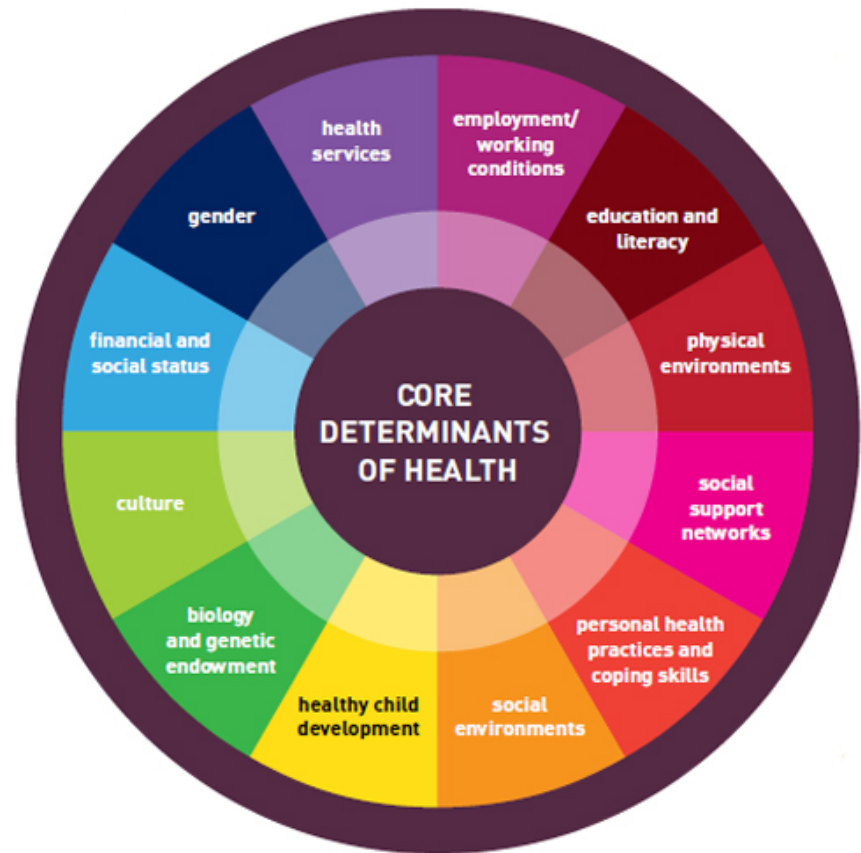 CORE
DETERMINANTS
OF HEALTH
employment/
working
conditions
education and
literacy
physical
environments
social
support
networks
personal health
practices and
coping skills
social
environments
healthy child
development
biology
and genetic
endowment
culture
financial and
social status
gender
health
services